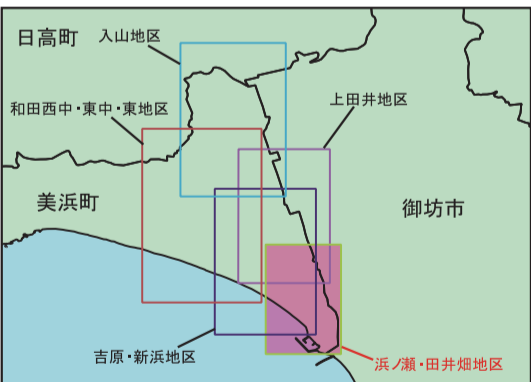 日高町
入山地区
和田西中・東中・東地区
上田井地区
美浜町
御坊市
吉原・新浜地区
浜ノ瀬・田井畑地区